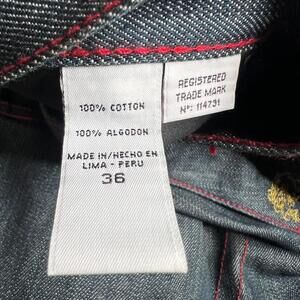 100% COTTON
100% ALGODON
MADE IN/HECHO EN
LIMA - PERU
36
REGISTERED
TRADE MARK
Nº: 114731